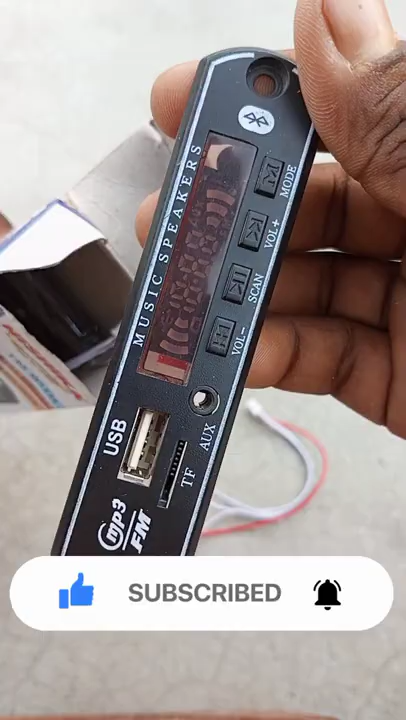 MUSIC SPEAKERS
MODE
VOL+
SCAN
VOL-
AUX
USB
TF
mp3
FM
SUBSCRIBED